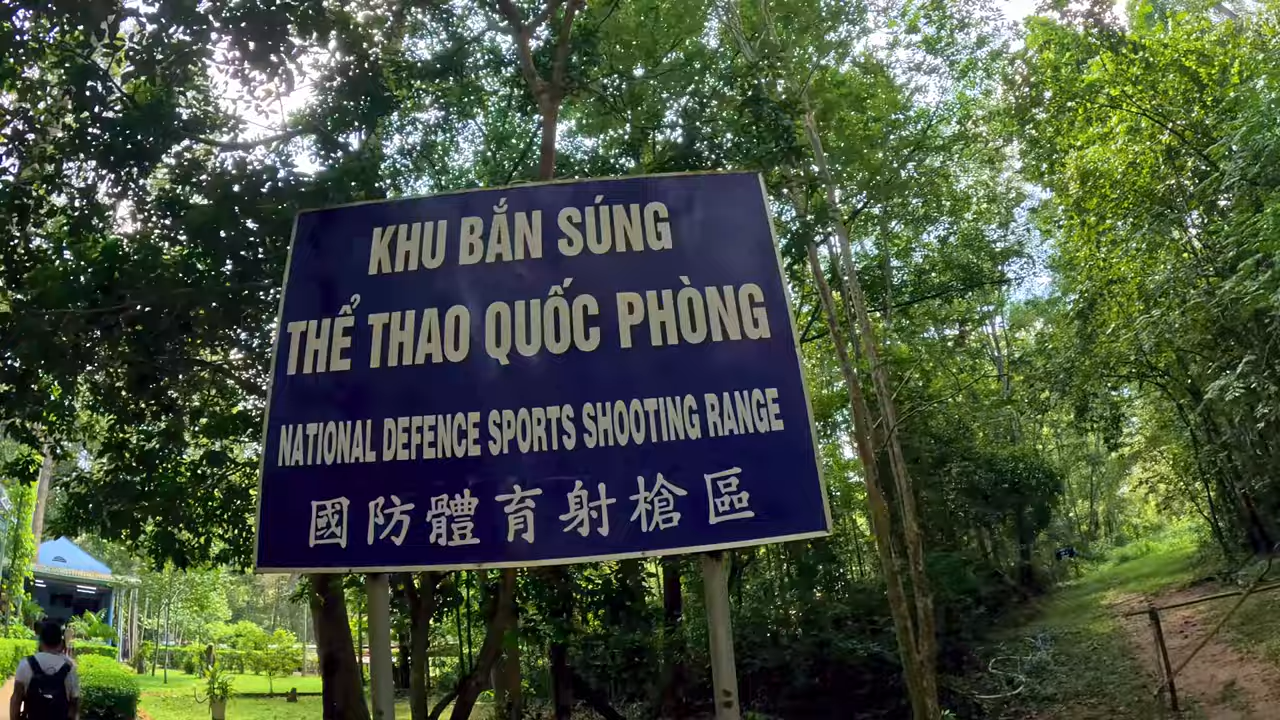 KHU BẮN SÚNG
THỂ THAO QUỐC PHÒNG
NATIONAL DEFENCE SPORTS SHOOTING RANGE
國防體育射槍區